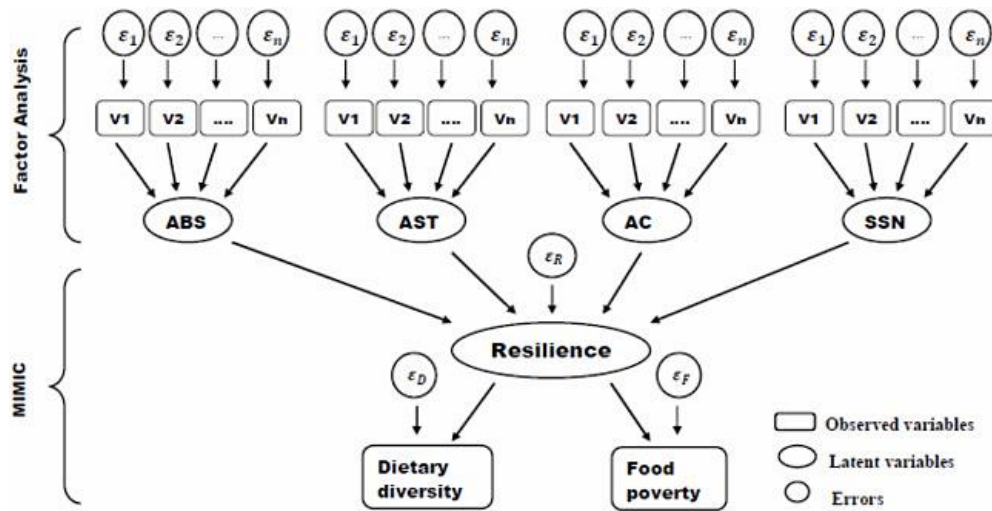 Factor Analysis
ε1 ε2 ... εn ε1 ε2 ... εn ε1 ε2 ... εn ε1 ε2 ... εn
V1 V2 .... Vn V1 V2 .... Vn V1 V2 .... Vn V1 V2 .... Vn
ABS AST AC SSN
MIMIC
εR
Resilience
εD εF
Dietary
diversity
Food
poverty
Observed variables
Latent variables
Errors